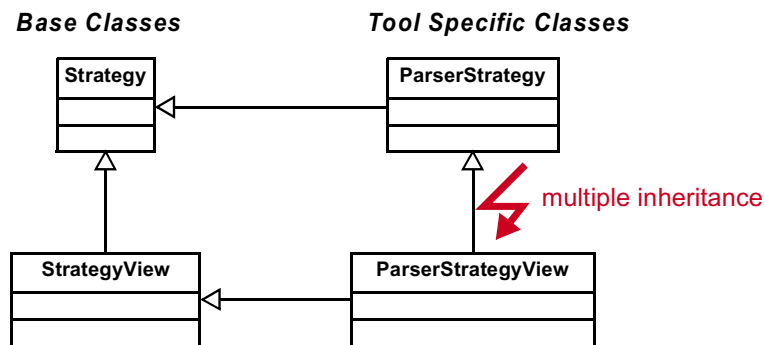 Base Classes
Tool Specific Classes
Strategy
ParserStrategy
multiple inheritance
StrategyView
ParserStrategyView